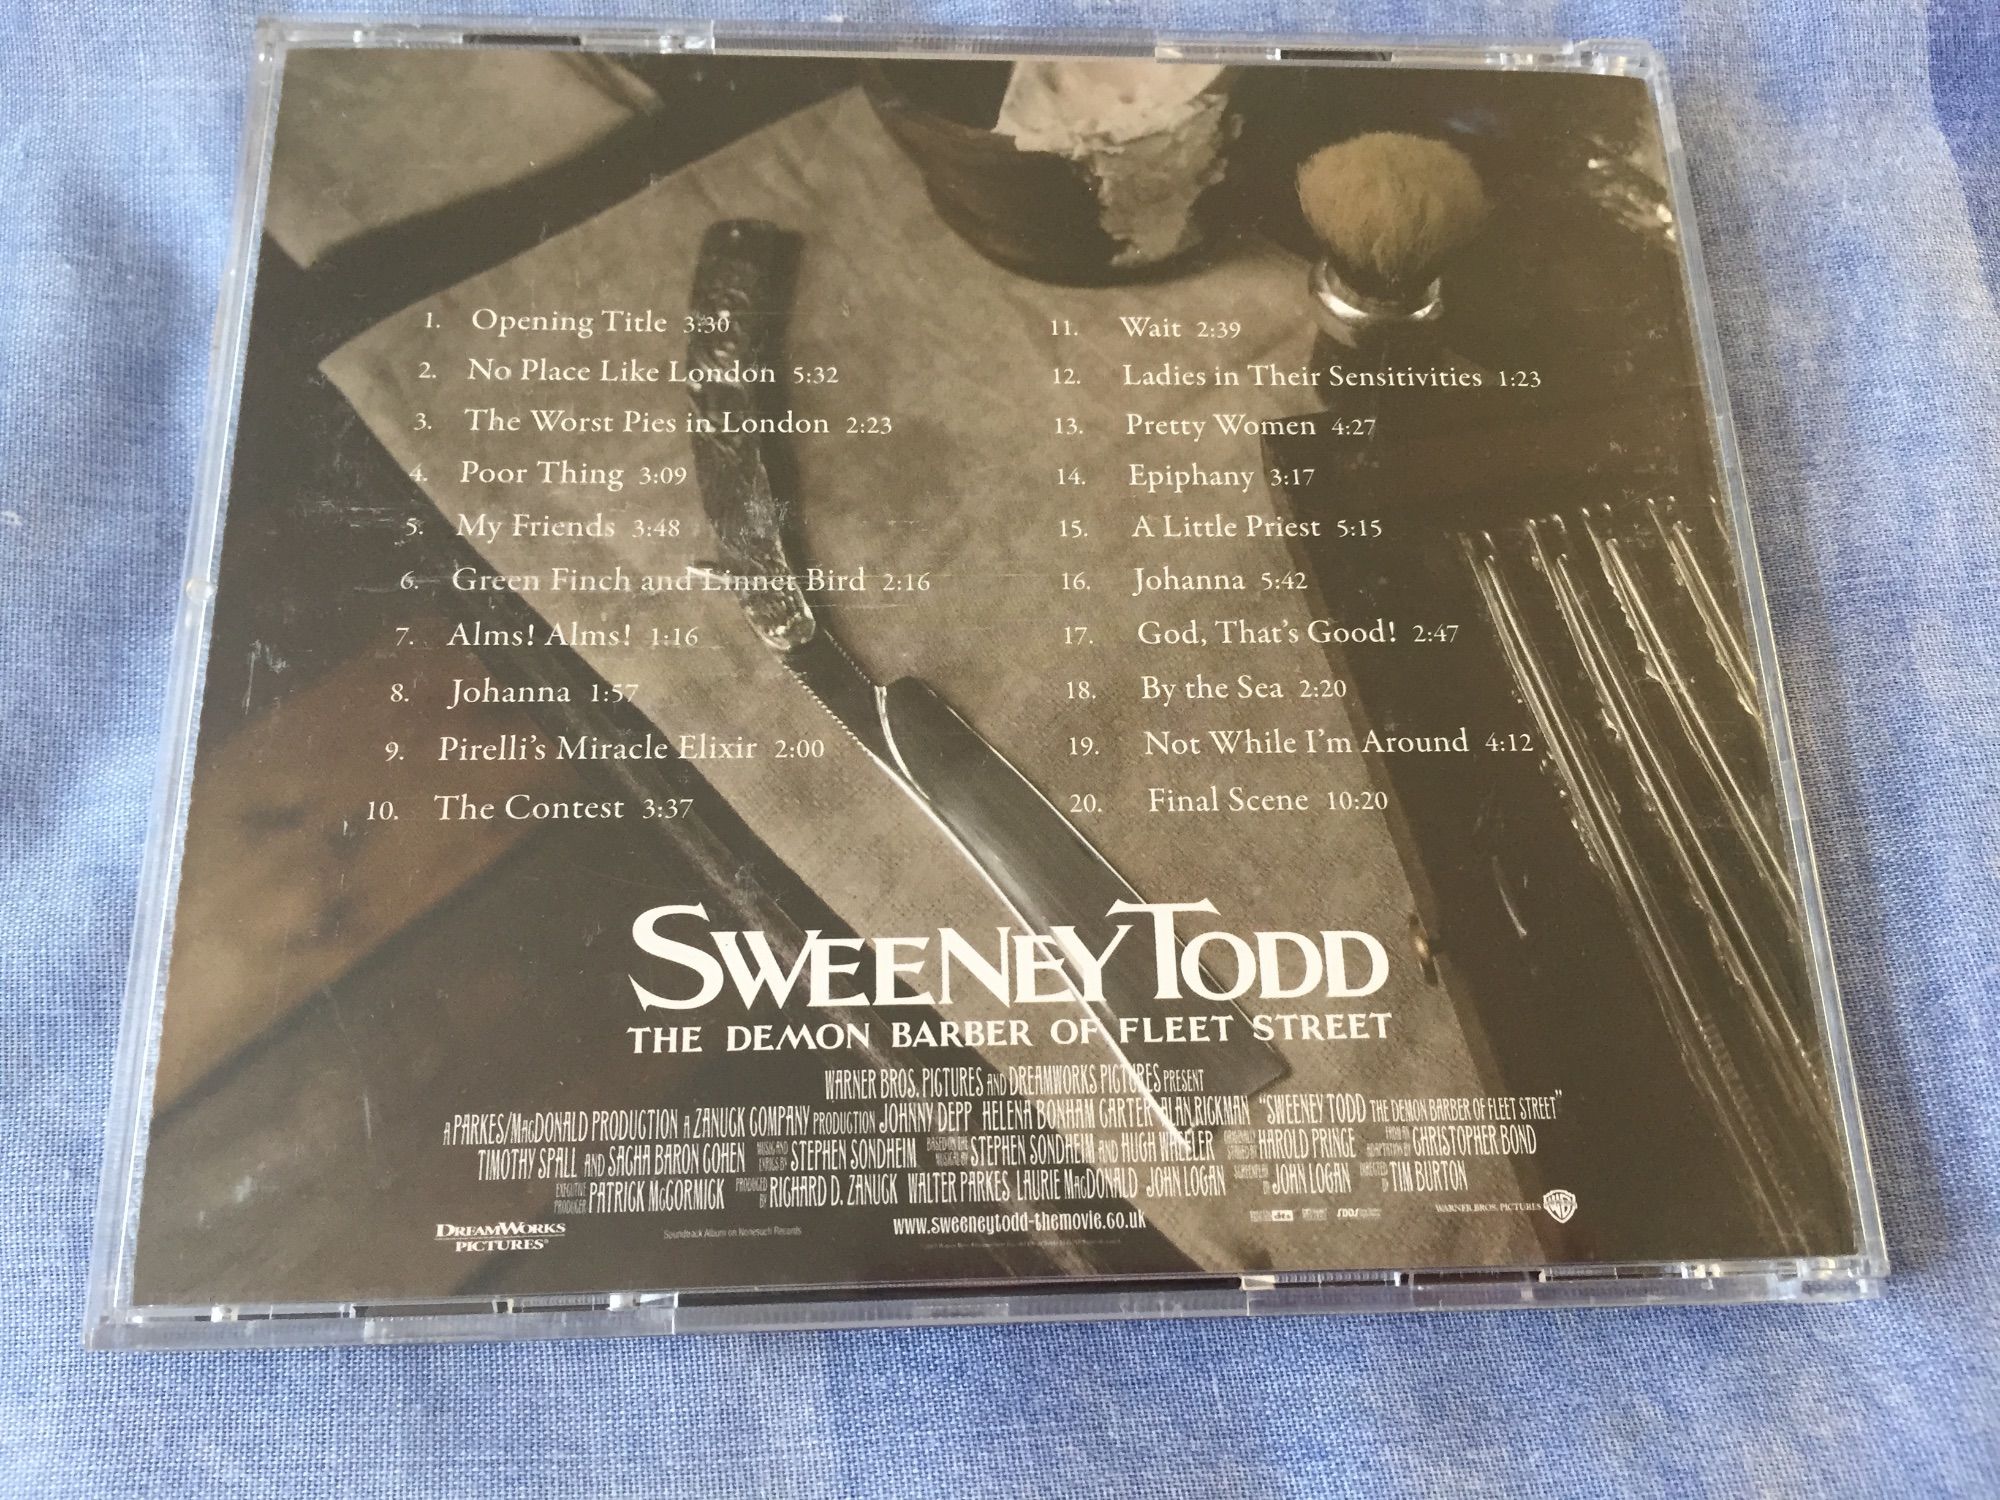 1. Opening Title 3:30
2. No Place Like London 5:32
3. The Worst Pies in London 2:23
4. Poor Thing 3:09
5. My Friends 3:48
6. Green Finch and Linnet Bird 2:16
7. Alms! Alms! 1:16
8. Johanna 1:57
9. Pirelli's Miracle Elixir 2:00
10. The Contest 3:37
11. Wait 2:39
12. Ladies in Their Sensitivities 1:23
13. Pretty Women 4:27
14. Epiphany 3:17
15. A Little Priest 5:15
16. Johanna 5:42
17. God, That's Good! 2:47
18. By the Sea 2:20
19. Not While I'm Around 4:12
20. Final Scene 10:20
SWEENEY TODD
THE DEMON BARBER OF FLEET STREET
WARNER BROS. PICTURES AND DREAMWORKS PICTURES PRESENT
A PARKES/MACDONALD PRODUCTION A ZANUCK COMPANY PRODUCTION JOHNNY DEPP HELENA BONHAM CARTER ALAN RICKMAN "SWEENEY TODD THE DEMON BARBER OF FLEET STREET"
TIMOTHY SPALL AND SACHA BARON COHEN MUSIC AND LYRICS BY STEPHEN SONDHEIM BASED ON THE MUSICAL BY STEPHEN SONDHEIM AND HUGH WHEELER ORIGINALLY STAGED BY HAROLD PRINCE FROM AN ADAPTATION BY CHRISTOPHER BOND
EXECUTIVE PRODUCER PATRICK McCORMICK PRODUCED BY RICHARD D. ZANUCK WALTER PARKES LAURIE MACDONALD JOHN LOGAN SCREENPLAY BY JOHN LOGAN DIRECTED BY TIM BURTON
DREAMWORKS PICTURES
Soundtrack Album on Nonesuch Records
www.sweeneytodd-themovie.co.uk
dts
SDDS
WARNER BROS. PICTURES
WB